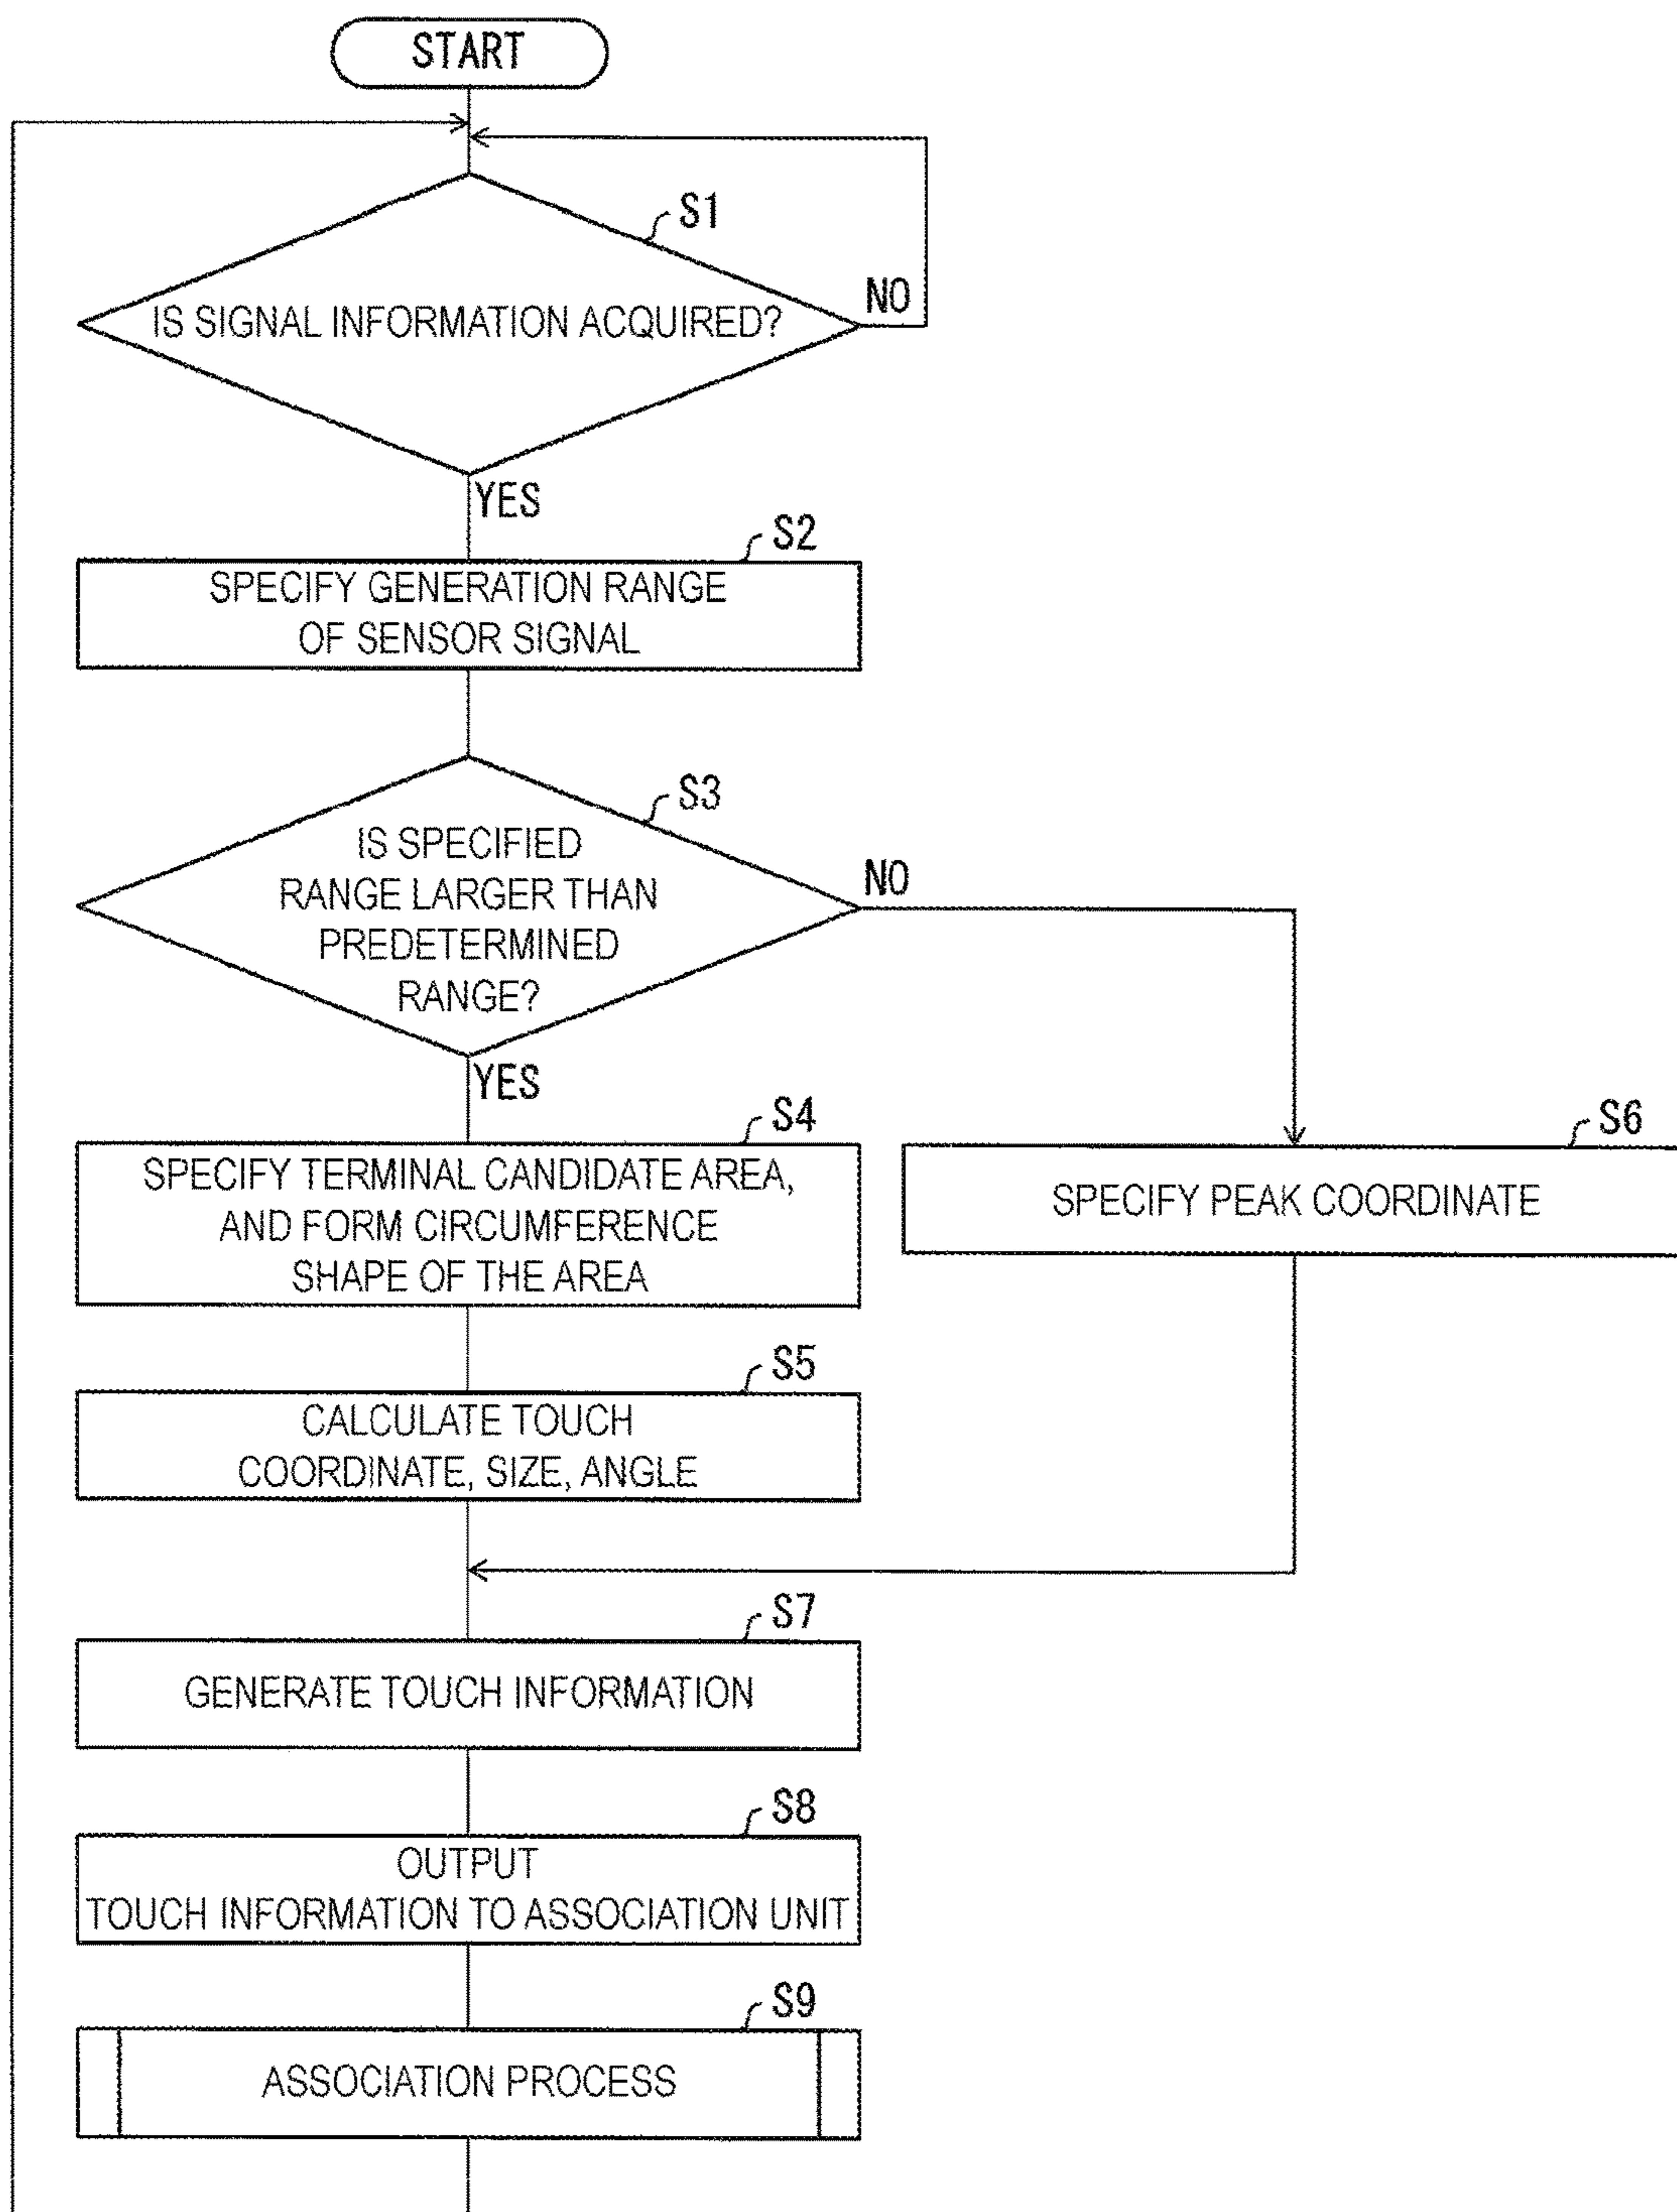 START
S1
IS SIGNAL INFORMATION ACQUIRED?
NO
YES
S2
SPECIFY GENERATION RANGE
OF SENSOR SIGNAL
S3
IS SPECIFIED
RANGE LARGER THAN
PREDETERMINED
RANGE?
NO
YES
S4
SPECIFY TERMINAL CANDIDATE AREA,
AND FORM CIRCUMFERENCE
SHAPE OF THE AREA
S6
SPECIFY PEAK COORDINATE
S5
CALCULATE TOUCH
COORDINATE, SIZE, ANGLE
S7
GENERATE TOUCH INFORMATION
S8
OUTPUT
TOUCH INFORMATION TO ASSOCIATION UNIT
S9
ASSOCIATION PROCESS